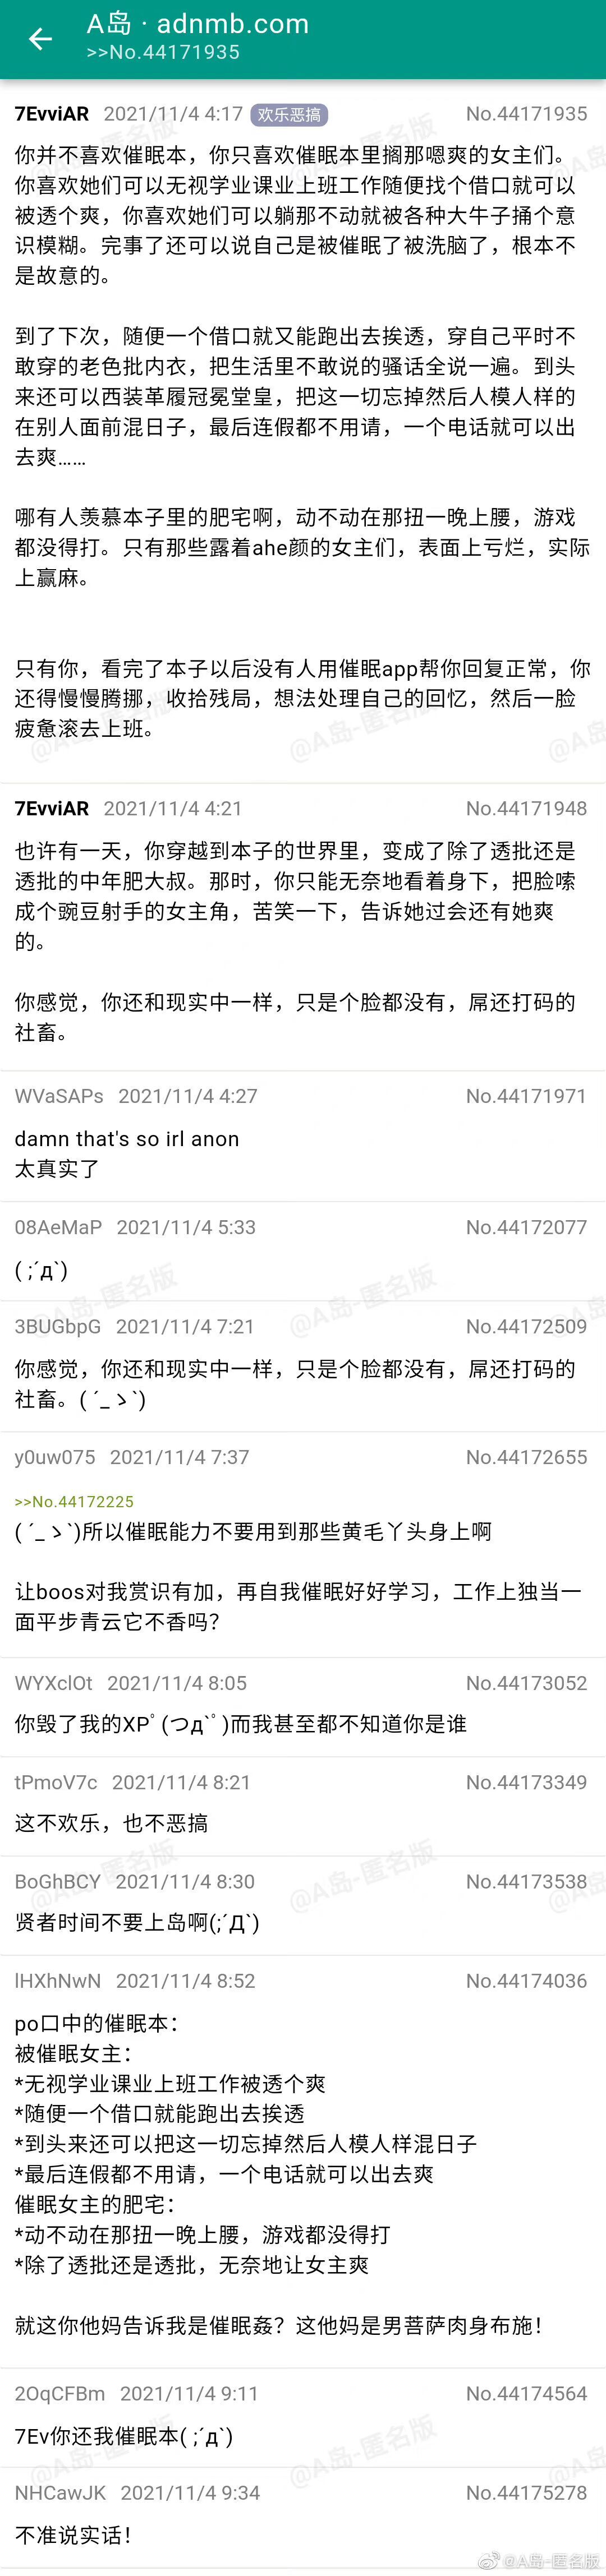 A岛 · adnmb.com
>>No.44171935
7EvviAR 2021/11/4 4:17 欢乐恶搞 No.44171935
你并不喜欢催眠本，你只喜欢催眠本里搁那嗯爽的女主们。
你喜欢她们可以无视学业课业上班工作随便找个借口就可以
被透个爽，你喜欢她们可以躺那不动就被各种大牛子捅个意
识模糊。完事了还可以说自己是被催眠了被洗脑了，根本不
是故意的。
到了下次，随便一个借口就又能跑出去挨透，穿自己平时不
敢穿的老色批内衣，把生活里不敢说的骚话全说一遍。到头
来还可以西装革履冠冕堂皇，把这一切忘掉然后人模人样的
在别人面前混日子，最后连假都不用请，一个电话就可以出
去爽……
哪有人羡慕本子里的肥宅啊，动不动在那扭一晚上腰，游戏
都没得打。只有那些露着ahe颜的女主们，表面上亏烂，实际
上赢麻。
只有你，看完了本子以后没有人用催眠app帮你回复正常，你
还得慢慢腾挪，收拾残局，想法处理自己的回忆，然后一脸
疲惫滚去上班。
7EvviAR 2021/11/4 4:21 No.44171948
也许有一天，你穿越到本子的世界里，变成了除了透批还是
透批的中年肥大叔。那时，你只能无奈地看着身下，把脸嗦
成个豌豆射手的女主角，苦笑一下，告诉她过会还有她爽
的。
你感觉，你还和现实中一样，只是个脸都没有，屌还打码的
社畜。
WVaSAPs 2021/11/4 4:27 No.44171971
damn that's so irl anon
太真实了
08AeMaP 2021/11/4 5:33 No.44172077
( ;´д`)
3BUGbpG 2021/11/4 7:21 No.44172509
你感觉，你还和现实中一样，只是个脸都没有，屌还打码的
社畜。( ´_ゝ`)
y0uw075 2021/11/4 7:37 No.44172655
>>No.44172225
( ´_ゝ`)所以催眠能力不要用到那些黄毛丫头身上啊
让boos对我赏识有加，再自我催眠好好学习，工作上独当一
面平步青云它不香吗？
WYXclOt 2021/11/4 8:05 No.44173052
你毁了我的XPﾟ(つд`ﾟ)而我甚至都不知道你是谁
tPmoV7c 2021/11/4 8:21 No.44173349
这不欢乐，也不恶搞
BoGhBCY 2021/11/4 8:30 No.44173538
贤者时间不要上岛啊(;´Д`)
lHXhNwN 2021/11/4 8:52 No.44174036
po口中的催眠本：
被催眠女主：
*无视学业课业上班工作被透个爽
*随便一个借口就能跑出去挨透
*到头来还可以把这一切忘掉然后人模人样混日子
*最后连假都不用请，一个电话就可以出去爽
催眠女主的肥宅：
*动不动在那扭一晚上腰，游戏都没得打
*除了透批还是透批，无奈地让女主爽
就这你他妈告诉我是催眠姦？这他妈是男菩萨肉身布施！
2OqCFBm 2021/11/4 9:11 No.44174564
7Ev你还我催眠本( ;´д`)
NHCawJK 2021/11/4 9:34 No.44175278
不准说实话！
@A岛-匿名版